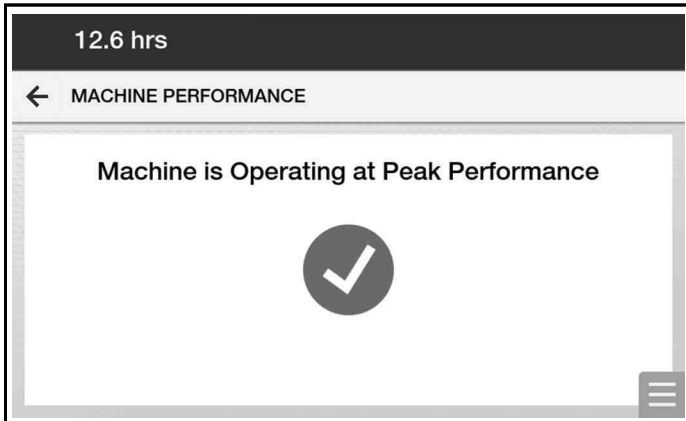 12.6 hrs
MACHINE PERFORMANCE
Machine is Operating at Peak Performance